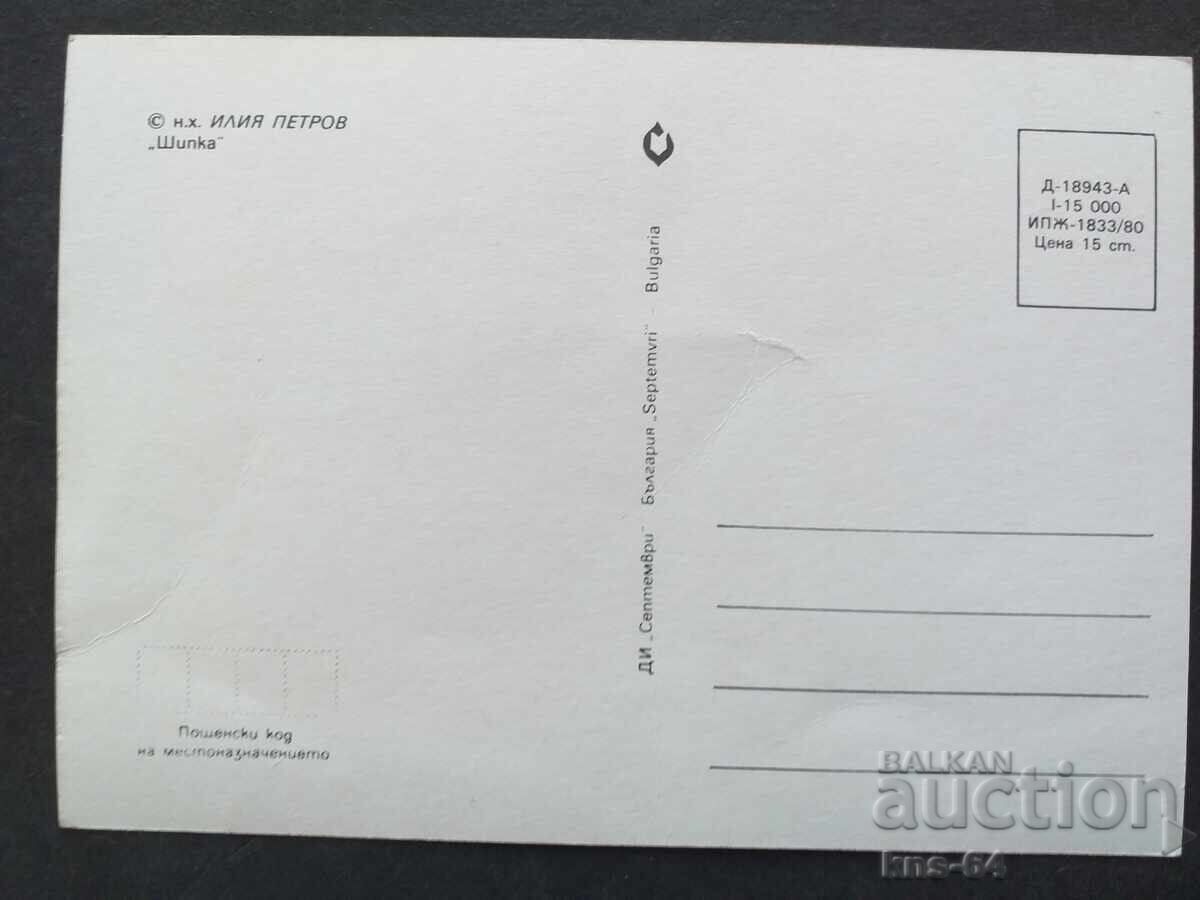 © н.х. ИЛИЯ ПЕТРОВ
„Шипка"
ДИ „Септември" България „Septemvri" - Bulgaria
Д-18943-А
I-15 000
ИПЖ-1833/80
Цена 15 ст.
Пощенски код
на местоназначението
BALKAN
auction
kns-64